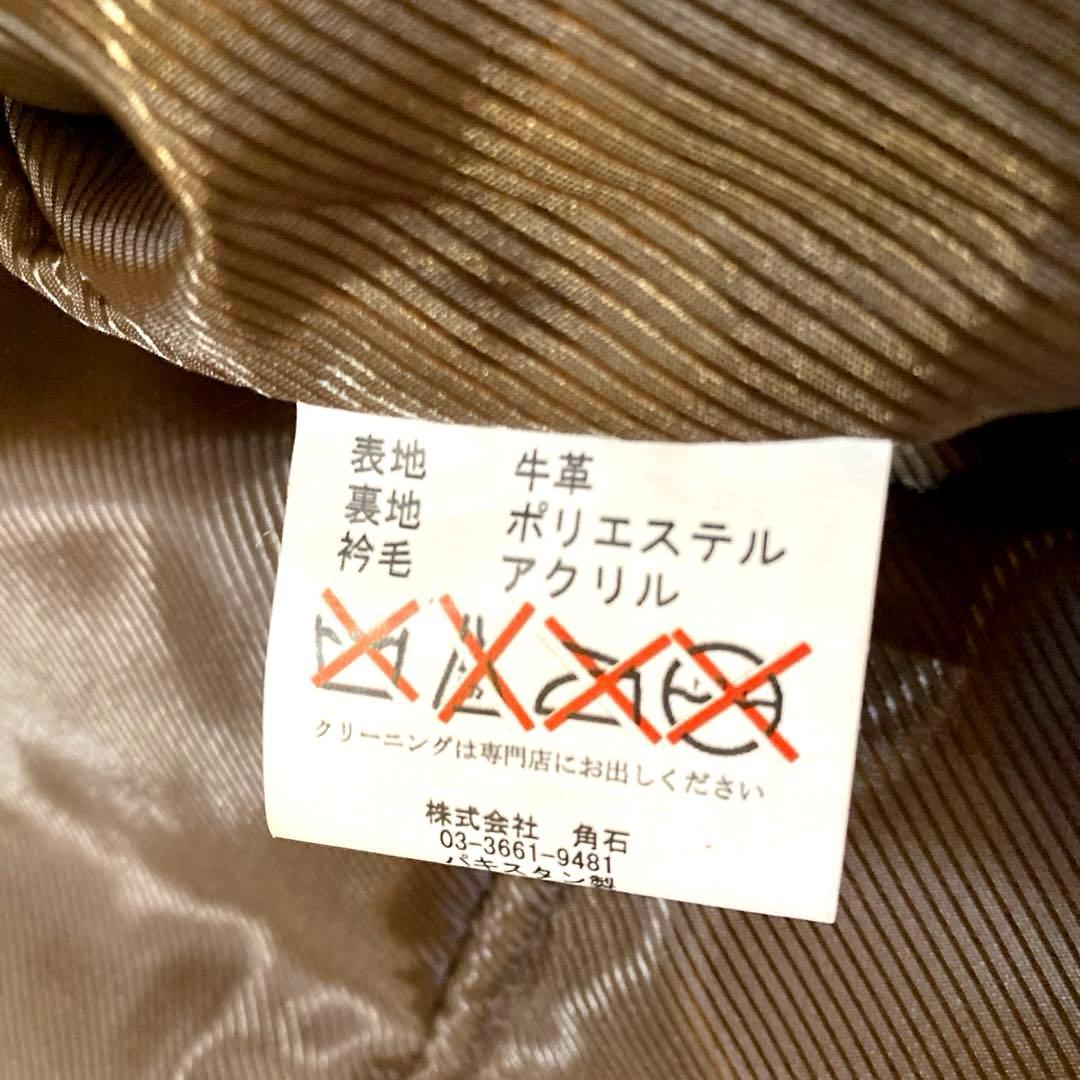 表地 牛革
裏地 ポリエステル
衿毛 アクリル
クリーニングは専門店にお出しください
株式会社 角石
03-3661-9481
パキスタン製